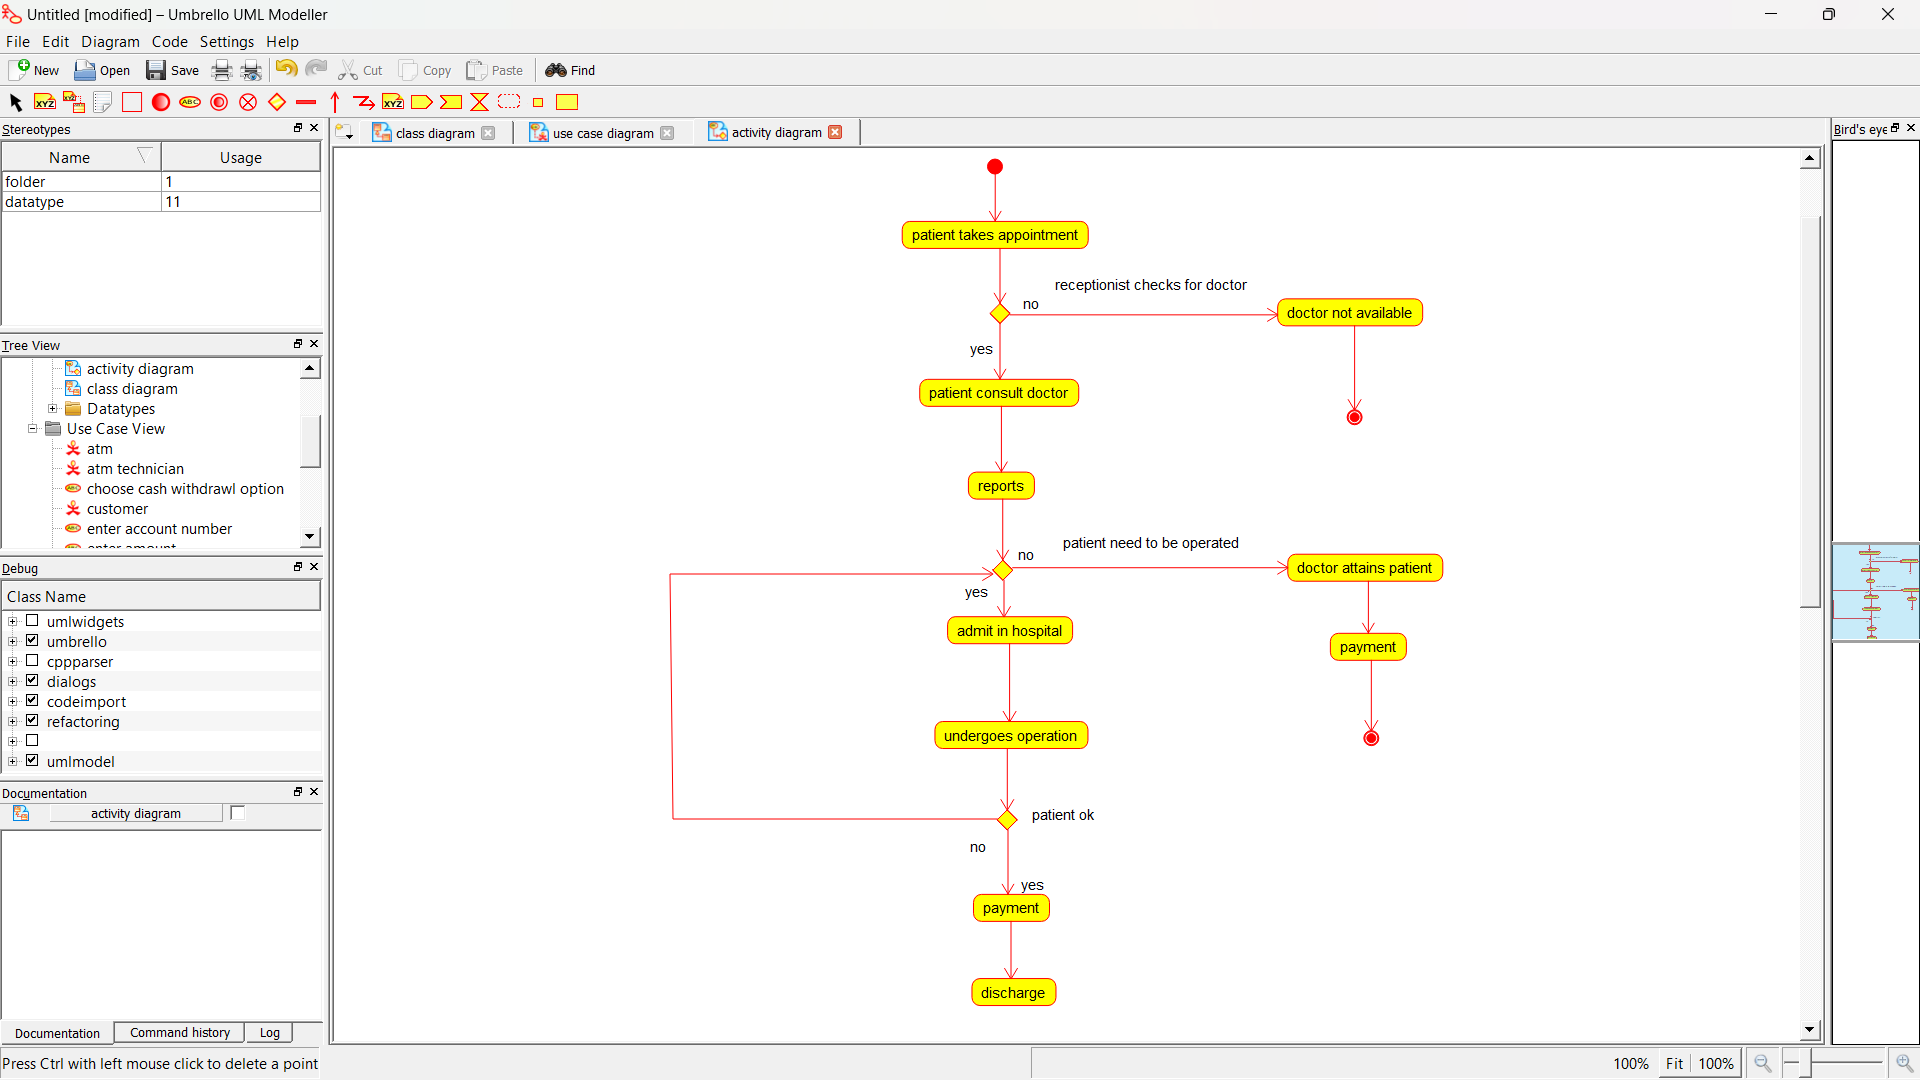 Untitled [modified] – Umbrello UML Modeller
File Edit Diagram Code Settings Help
New Open Save Cut Copy Paste Find
XYZ XYZ ABC XYZ
Stereotypes
Name Usage
folder 1
datatype 11
Tree View
activity diagram
class diagram
Datatypes
Use Case View
atm
atm technician
choose cash withdrawl option
customer
enter account number
enter amount
Debug
Class Name
umlwidgets
umbrello
cppparser
dialogs
codeimport
refactoring
umlmodel
Documentation
activity diagram
Documentation Command history Log
Press Ctrl with left mouse click to delete a point
class diagram use case diagram activity diagram
patient takes appointment
receptionist checks for doctor
no
doctor not available
yes
patient consult doctor
reports
patient need to be operated
no
doctor attains patient
yes
admit in hospital
payment
undergoes operation
patient ok
no
yes
payment
discharge
Bird's eye
100% Fit 100%